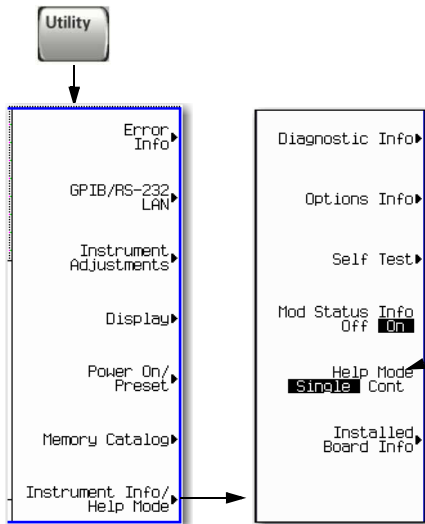 Utility
Error
Info
GPIB/RS-232
LAN
Instrument
Adjustments
Display
Power On/
Preset
Memory Catalog
Instrument Info/
Help Mode
Diagnostic Info
Options Info
Self Test
Mod Status Info
Off On
Help Mode
Single Cont
Installed
Board Info